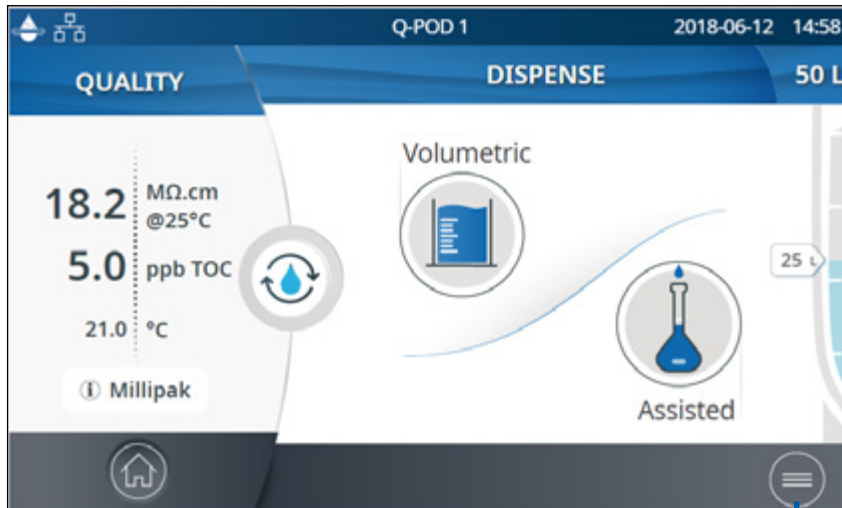 Q-POD 1
2018-06-12 14:58
QUALITY
DISPENSE
50 L
18.2 MΩ.cm
@25°C
5.0 ppb TOC
21.0 °C
i Millipak
Volumetric
Assisted
25 L